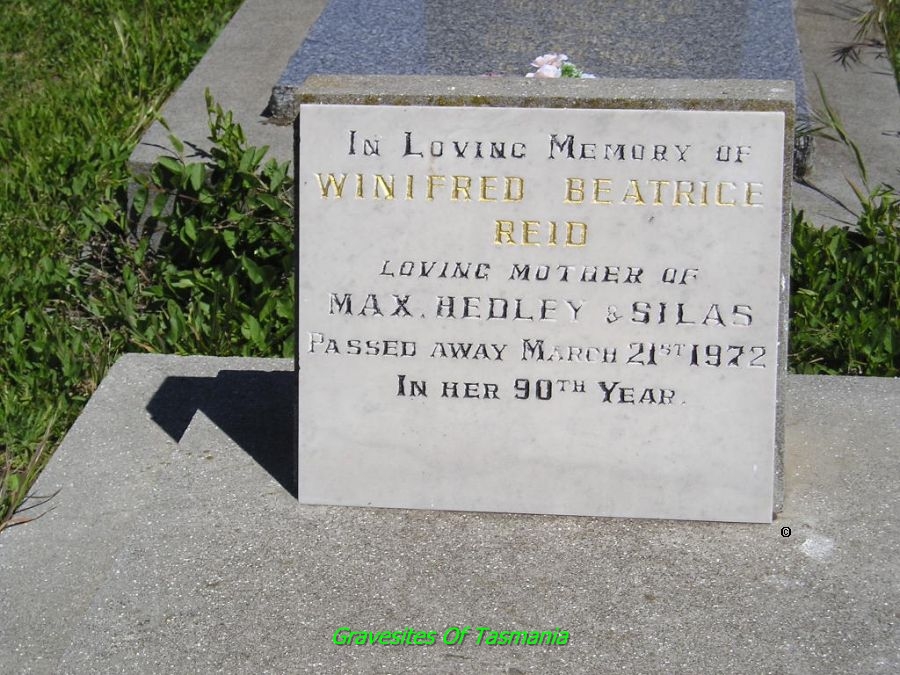 In Loving Memory of
WINIFRED BEATRICE
REID
LOVING MOTHER OF
MAX, HEDLEY & SILAS
Passed away March 21st 1972
In her 90th Year.
©
Gravesites Of Tasmania